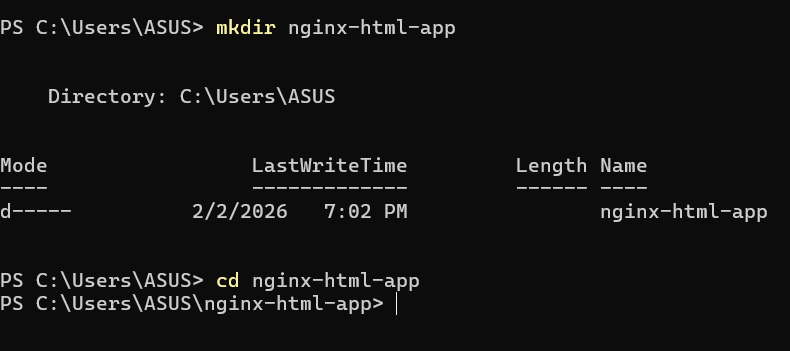 PS C:\Users\ASUS> mkdir nginx-html-app
Directory: C:\Users\ASUS
Mode                 LastWriteTime         Length Name
----                 -------------         ------ ----
d-----          2/2/2026   7:02 PM                nginx-html-app
PS C:\Users\ASUS> cd nginx-html-app
PS C:\Users\ASUS\nginx-html-app>